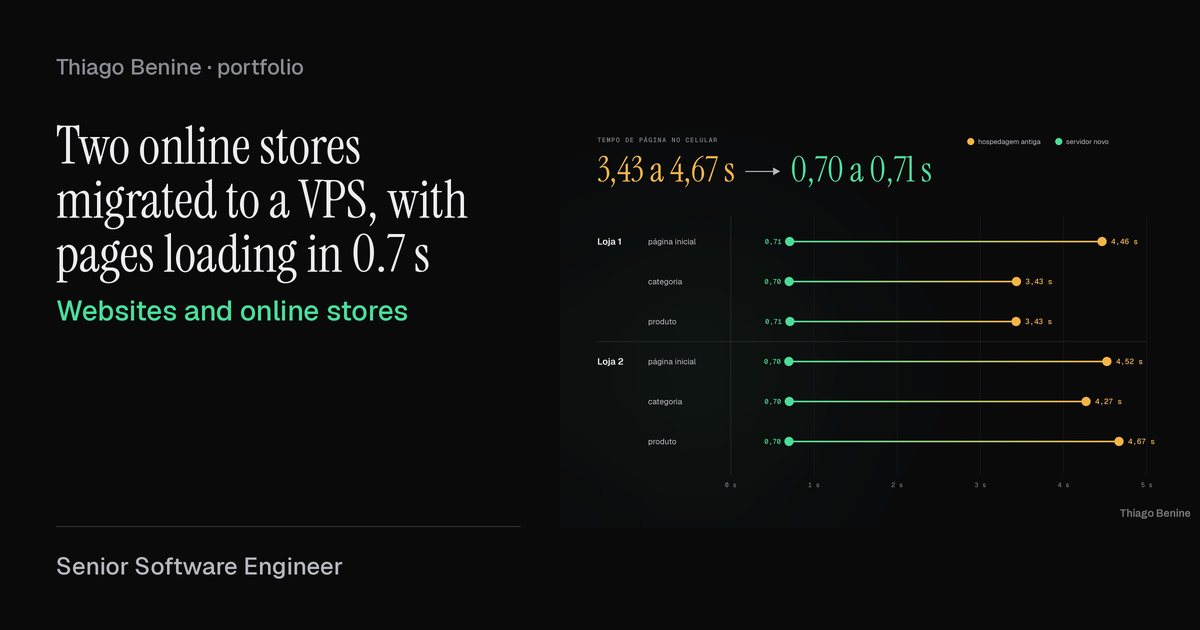 Thiago Benine · portfolio
Two online stores
migrated to a VPS, with
pages loading in 0.7 s
Websites and online stores
Senior Software Engineer
TEMPO DE PÁGINA NO CELULAR
hospedagem antiga
servidor novo
3,43 a 4,67 s → 0,70 a 0,71 s
Loja 1 página inicial 0,71 4,46 s
categoria 0,70 3,43 s
produto 0,71 3,43 s
Loja 2 página inicial 0,70 4,52 s
categoria 0,70 4,27 s
produto 0,70 4,67 s
0 s 1 s 2 s 3 s 4 s 5 s
Thiago Benine